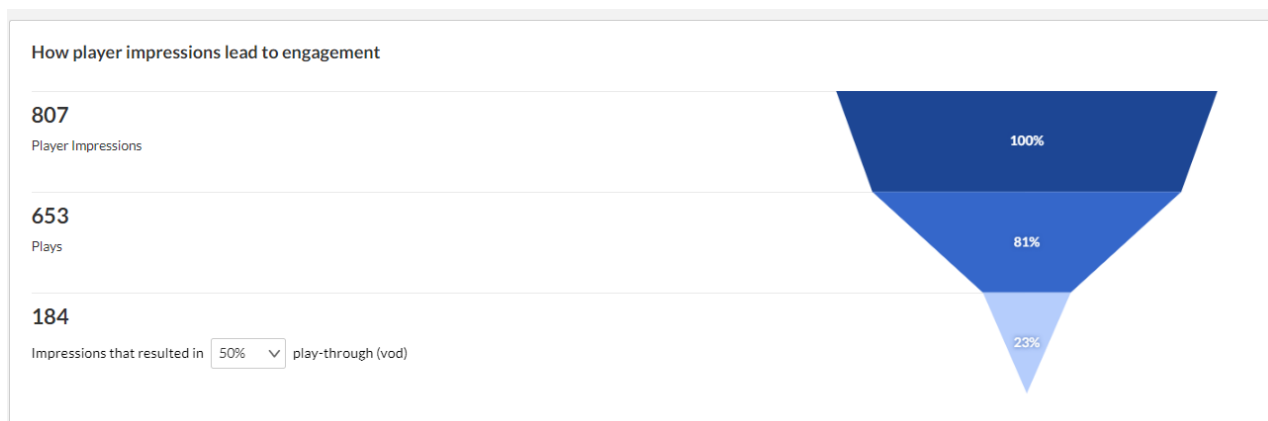 How player impressions lead to engagement
807
Player Impressions
100%
653
Plays
81%
184
Impressions that resulted in 50% play-through (vod)
23%